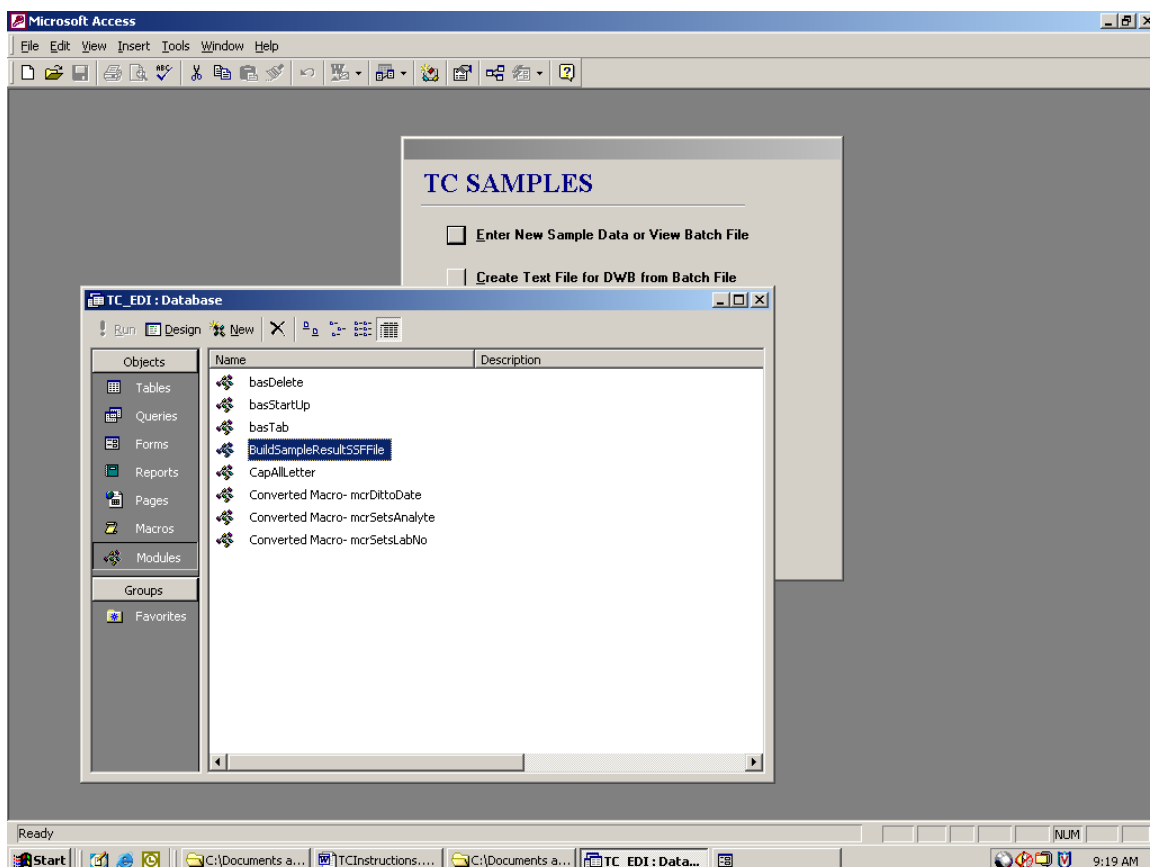 Microsoft Access
File Edit View Insert Tools Window Help
TC SAMPLES
Enter New Sample Data or View Batch File
Create Text File for DWB from Batch File
TC_EDI : Database
Run Design New
Objects
Tables
Queries
Forms
Reports
Pages
Macros
Modules
Groups
Favorites
Name Description
basDelete
basStartUp
basTab
BuildSampleResultSSFFile
CapAllLetter
Converted Macro- mcrDittoDate
Converted Macro- mcrSetsAnalyte
Converted Macro- mcrSetsLabNo
Ready NUM
Start C:\Documents a... TCInstructions.... C:\Documents a... TC_EDI : Data... 9:19 AM